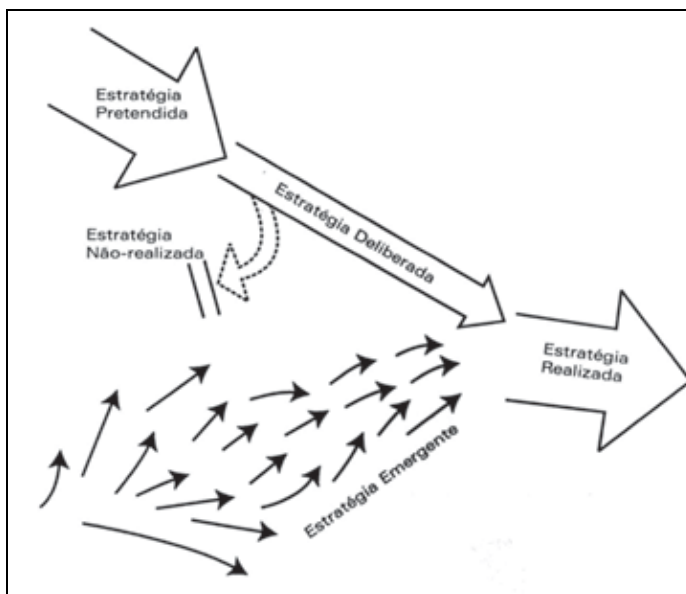 Estratégia
Pretendida
Estratégia Deliberada
Estratégia
Não-realizada
Estratégia
Realizada
Estratégia Emergente